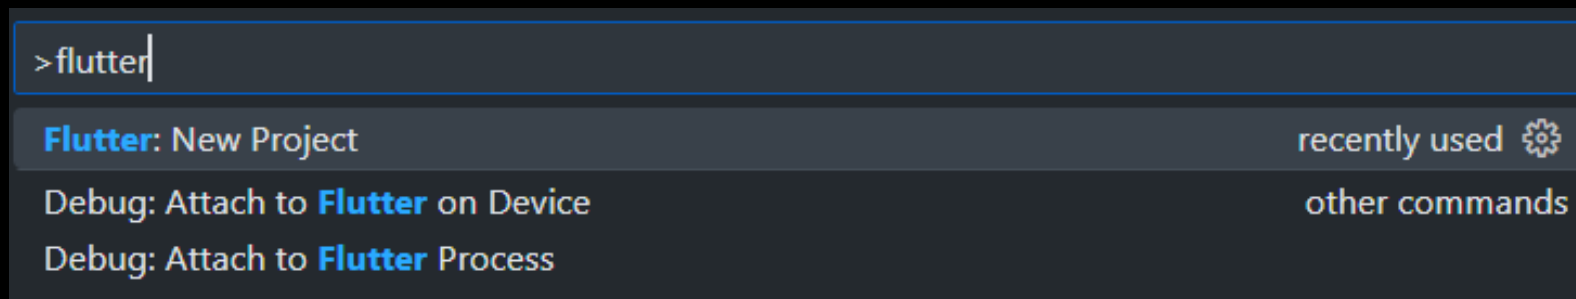 >flutter
Flutter: New Project recently used
Debug: Attach to Flutter on Device other commands
Debug: Attach to Flutter Process